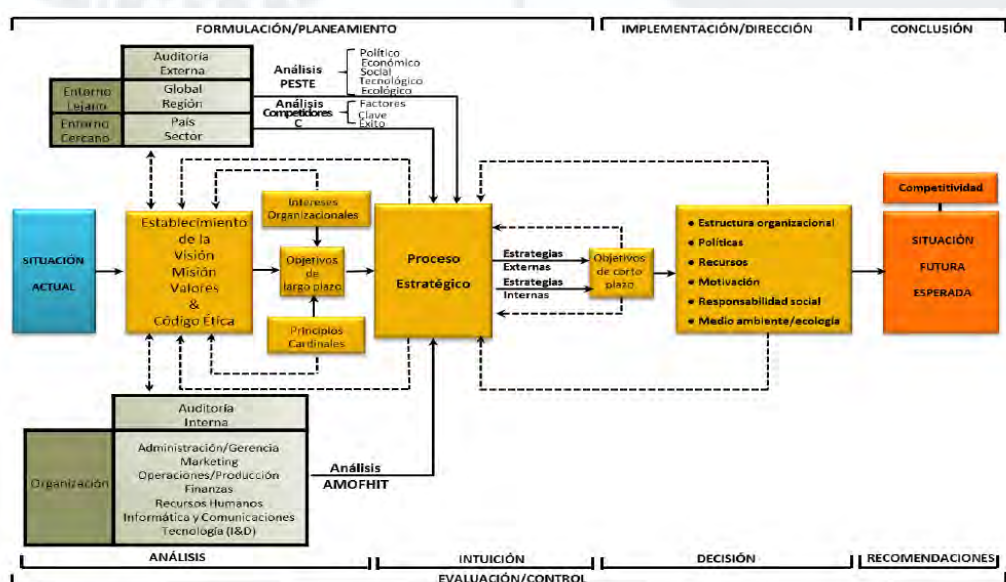 FORMULACIÓN/PLANEAMIENTO
IMPLEMENTACIÓN/DIRECCIÓN
CONCLUSIÓN
Auditoría
Externa
Entorno
Lejano
Global
Región
Entorno
Cercano
País
Sector
Análisis
PESTE
Político
Económico
Social
Tecnológico
Ecológico
Análisis
Competidores
C
Factores
Clave
Éxito
SITUACIÓN
ACTUAL
Establecimiento
de la
Visión
Misión
Valores
&
Código Ética
Intereses
Organizacionales
Objetivos
de
largo plazo
Principios
Cardinales
Proceso
Estratégico
Estrategias
Externas
Estrategias
Internas
Objetivos
de corto
plazo
• Estructura organizacional
• Políticas
• Recursos
• Motivación
• Responsabilidad social
• Medio ambiente/ecología
Competitividad
SITUACIÓN
FUTURA
ESPERADA
Auditoría
Interna
Organización
Administración/Gerencia
Marketing
Operaciones/Producción
Finanzas
Recursos Humanos
Informática y Comunicaciones
Tecnología (I&D)
Análisis
AMOFHIT
ANÁLISIS
INTUICIÓN
DECISIÓN
RECOMENDACIONES
EVALUACIÓN/CONTROL